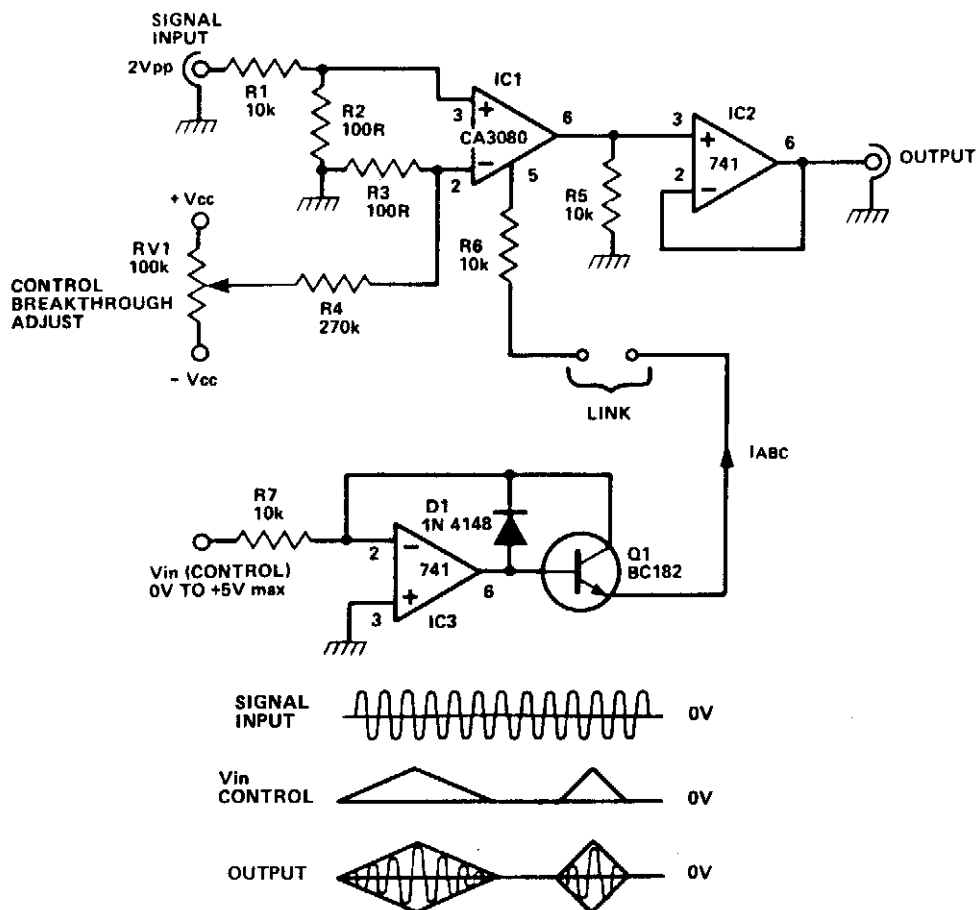 SIGNAL
INPUT
2Vpp
R1
10k
R2
100R
R3
100R
3
+
IC1
CA3080
−
2
5
6
R5
10k
R6
10k
3
+
IC2
741
−
2
6
OUTPUT
+ Vcc
RV1
100k
CONTROL
BREAKTHROUGH
ADJUST
− Vcc
R4
270k
LINK
IABC
R7
10k
Vin (CONTROL)
0V TO +5V max
2
−
741
+
3
6
IC3
D1
1N 4148
Q1
BC182
SIGNAL
INPUT
0V
Vin
CONTROL
0V
OUTPUT
0V